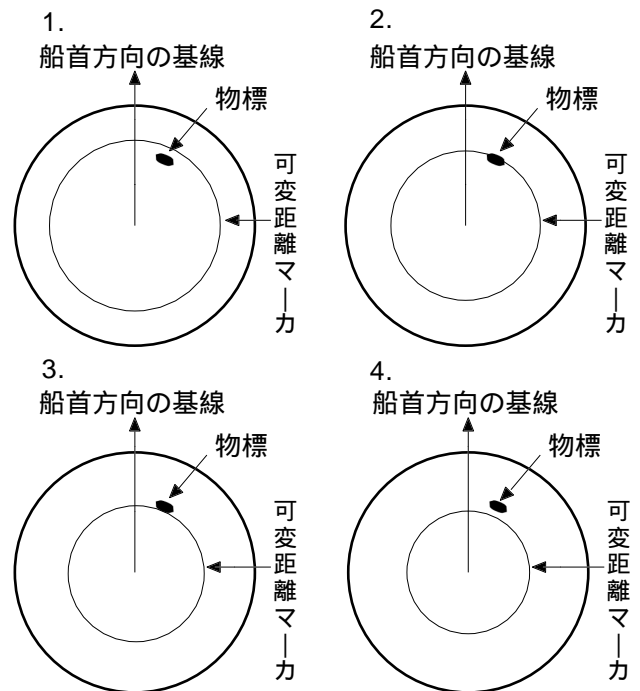 1.
船首方向の基線
物標
可変距離マーカ
2.
船首方向の基線
物標
可変距離マーカ
3.
船首方向の基線
物標
可変距離マーカ
4.
船首方向の基線
物標
可変距離マーカ